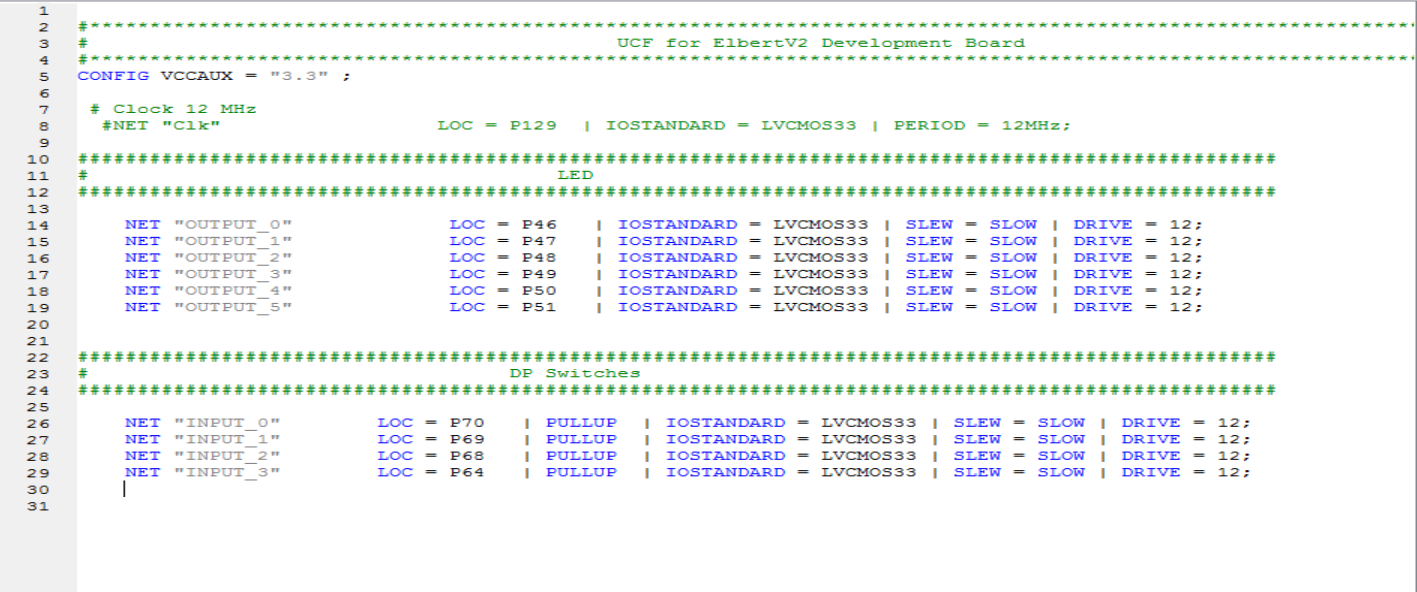 1
2 #***************************************************************************************************************
3 # UCF for ElbertV2 Development Board
4 #***************************************************************************************************************
5 CONFIG VCCAUX = "3.3" ;
6
7 # Clock 12 MHz
8 #NET "Clk" LOC = P129 | IOSTANDARD = LVCMOS33 | PERIOD = 12MHz;
9
10 ####################################################################################################
11 # LED
12 ####################################################################################################
13
14 NET "OUTPUT_0" LOC = P46 | IOSTANDARD = LVCMOS33 | SLEW = SLOW | DRIVE = 12;
15 NET "OUTPUT_1" LOC = P47 | IOSTANDARD = LVCMOS33 | SLEW = SLOW | DRIVE = 12;
16 NET "OUTPUT_2" LOC = P48 | IOSTANDARD = LVCMOS33 | SLEW = SLOW | DRIVE = 12;
17 NET "OUTPUT_3" LOC = P49 | IOSTANDARD = LVCMOS33 | SLEW = SLOW | DRIVE = 12;
18 NET "OUTPUT_4" LOC = P50 | IOSTANDARD = LVCMOS33 | SLEW = SLOW | DRIVE = 12;
19 NET "OUTPUT_5" LOC = P51 | IOSTANDARD = LVCMOS33 | SLEW = SLOW | DRIVE = 12;
20
21
22 ####################################################################################################
23 # DP Switches
24 ####################################################################################################
25
26 NET "INPUT_0" LOC = P70 | PULLUP | IOSTANDARD = LVCMOS33 | SLEW = SLOW | DRIVE = 12;
27 NET "INPUT_1" LOC = P69 | PULLUP | IOSTANDARD = LVCMOS33 | SLEW = SLOW | DRIVE = 12;
28 NET "INPUT_2" LOC = P68 | PULLUP | IOSTANDARD = LVCMOS33 | SLEW = SLOW | DRIVE = 12;
29 NET "INPUT_3" LOC = P64 | PULLUP | IOSTANDARD = LVCMOS33 | SLEW = SLOW | DRIVE = 12;
30
31